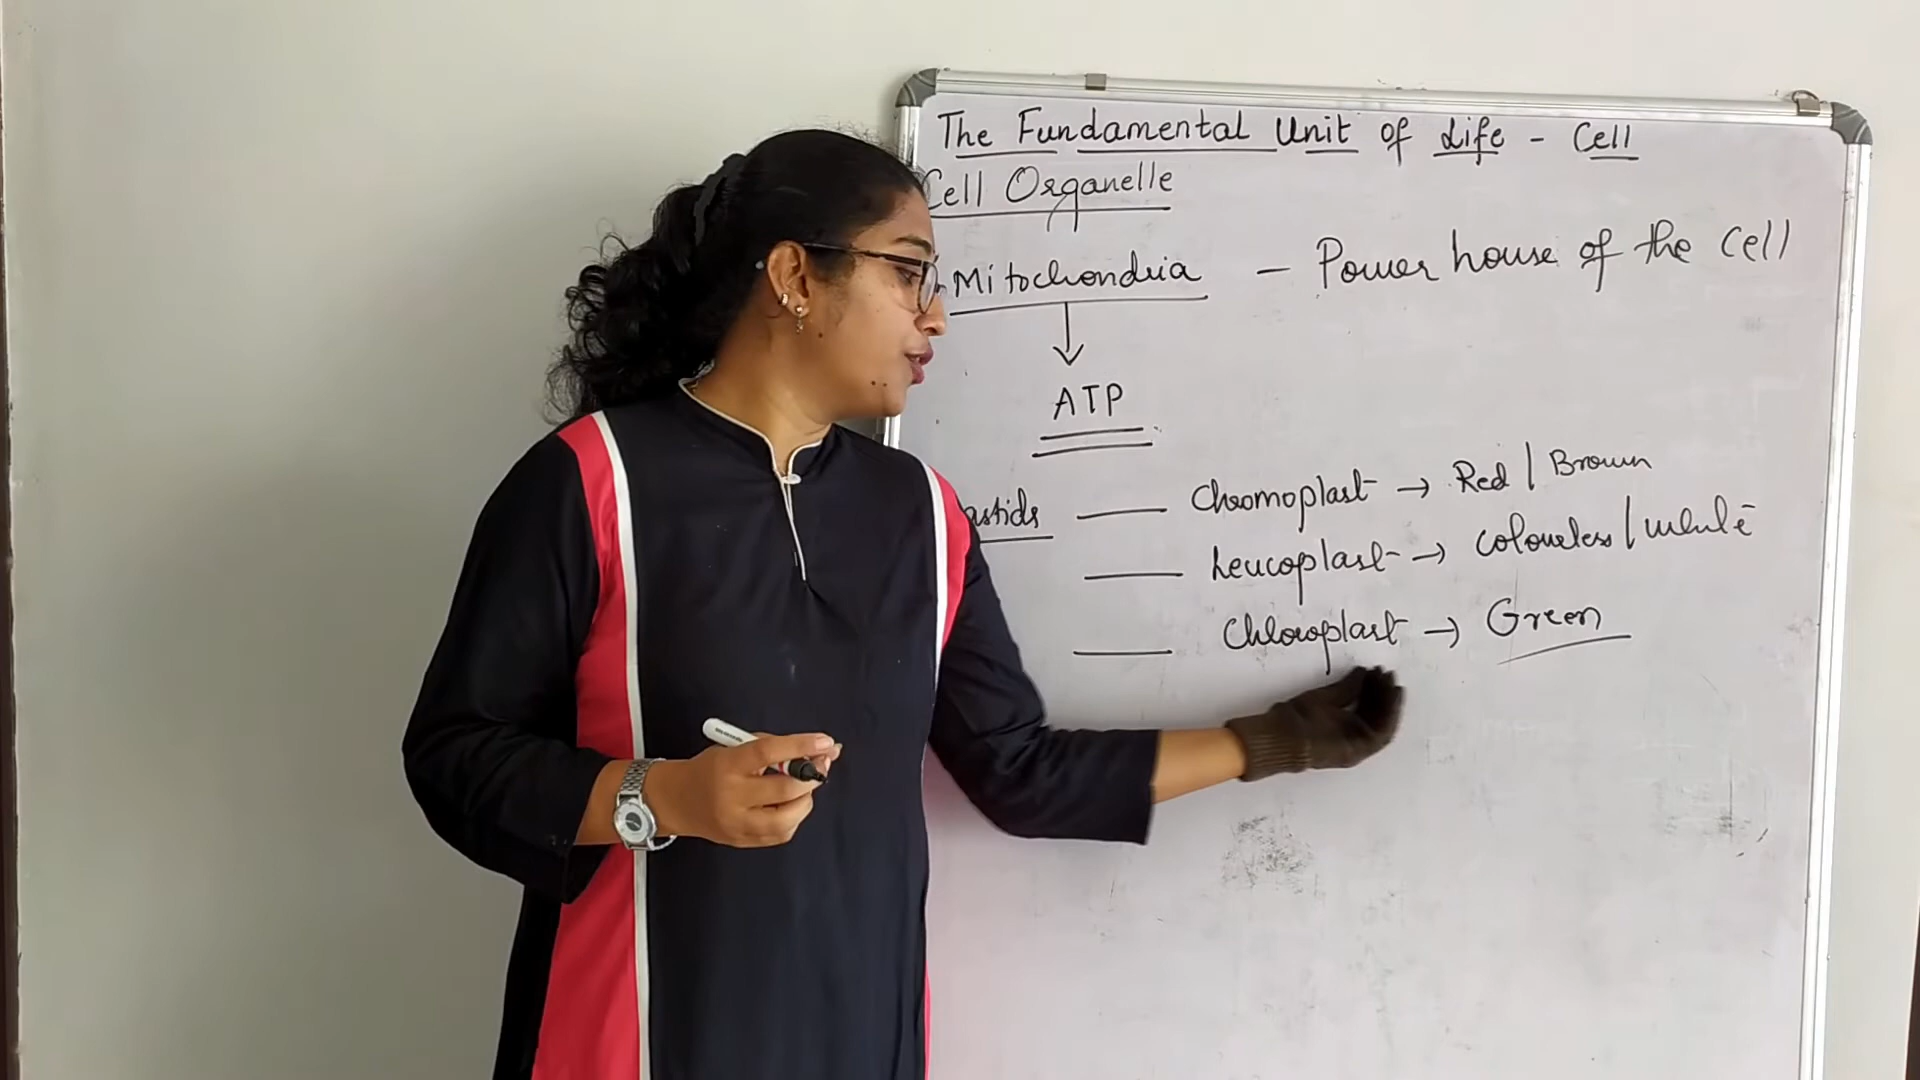 The Fundamental Unit of Life - Cell
Cell Organelle
Mitochondria - Power house of the cell
ATP
astids Chromoplast → Red | Brown
Leucoplast → Colourless | White
Chloroplast → Green